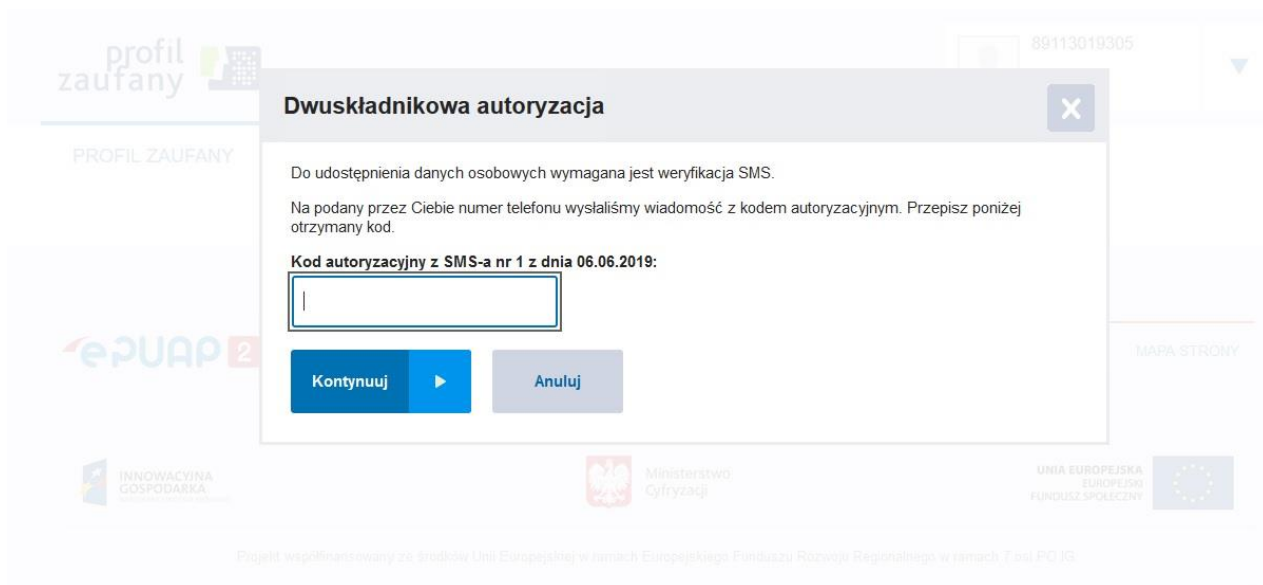 profil
zaufany
89113019305
Dwuskładnikowa autoryzacja
PROFIL ZAUFANY
Do udostępnienia danych osobowych wymagana jest weryfikacja SMS.
Na podany przez Ciebie numer telefonu wysłaliśmy wiadomość z kodem autoryzacyjnym. Przepisz poniżej
otrzymany kod.
Kod autoryzacyjny z SMS-a nr 1 z dnia 06.06.2019:
ePUAP 2
MAPA STRONY
Kontynuuj
Anuluj
INNOWACYJNA
GOSPODARKA
Ministerstwo
Cyfryzacji
UNIA EUROPEJSKA
EUROPEJSKI
FUNDUSZ SPOŁECZNY
Projekt współfinansowany ze środków Unii Europejskiej w ramach Europejskiego Funduszu Rozwoju Regionalnego w ramach 7 osi PO IG